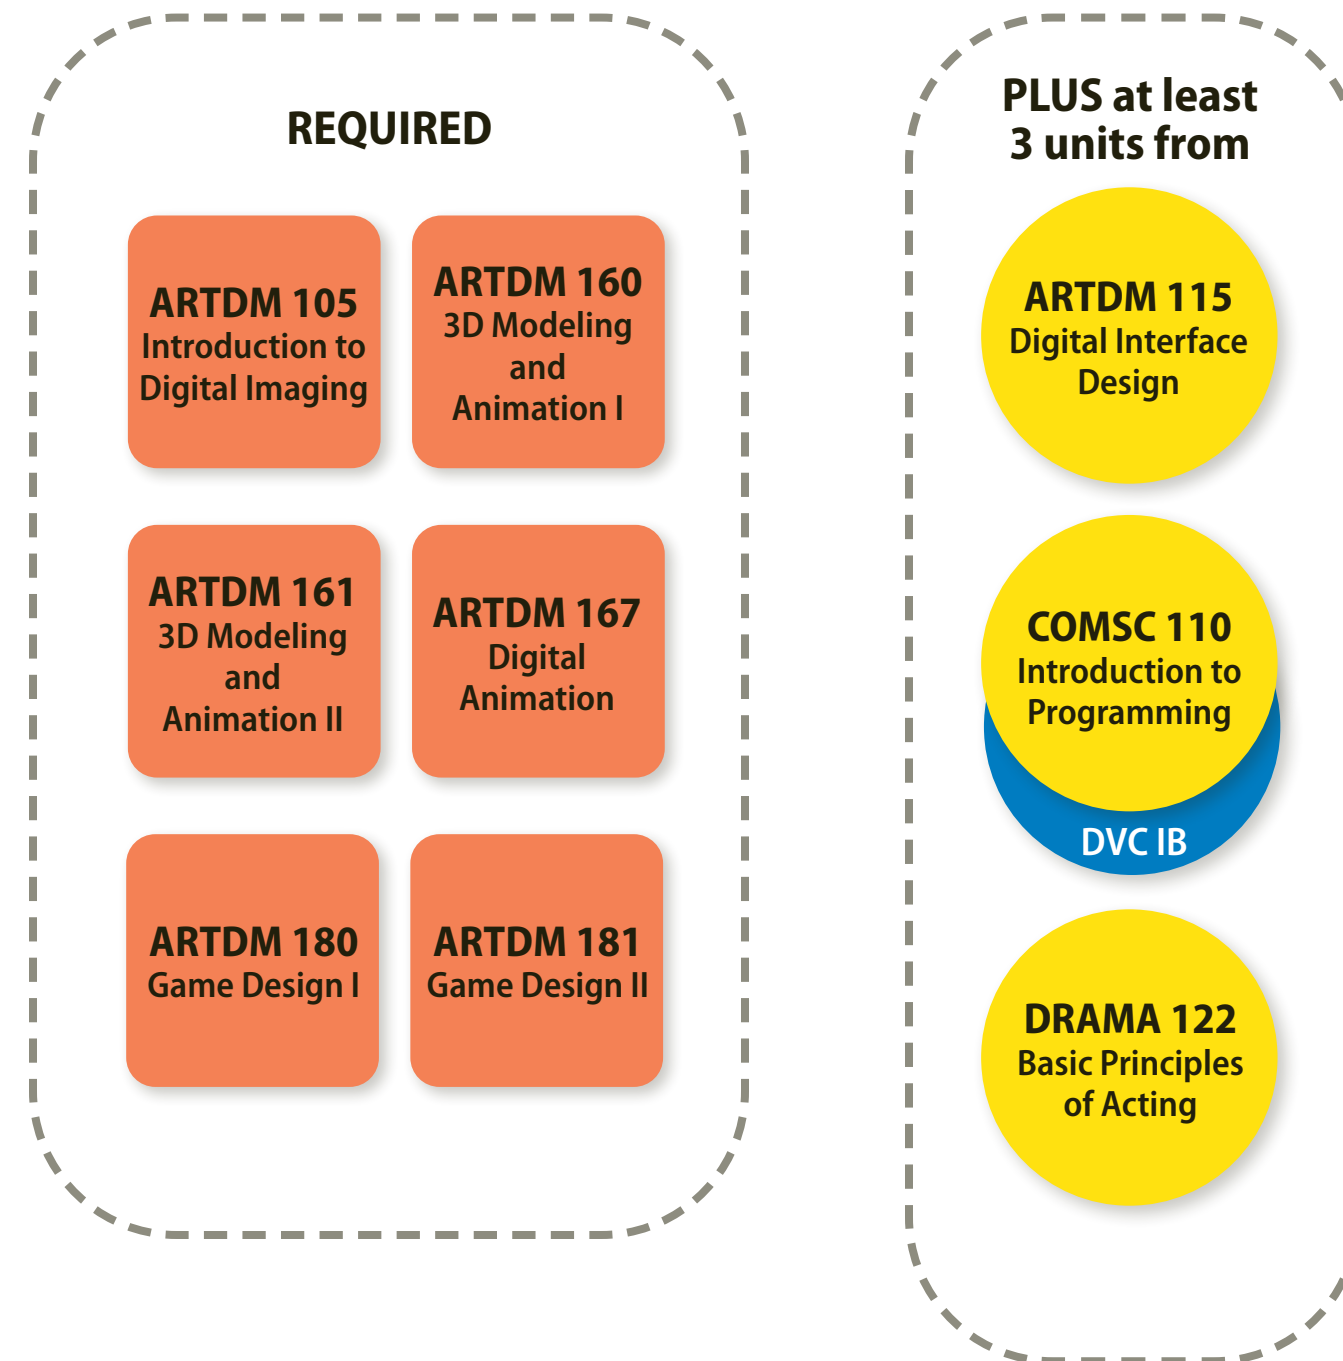 REQUIRED
ARTDM 105
Introduction to
Digital Imaging
ARTDM 160
3D Modeling
and
Animation I
ARTDM 161
3D Modeling
and
Animation II
ARTDM 167
Digital
Animation
ARTDM 180
Game Design I
ARTDM 181
Game Design II
PLUS at least
3 units from
ARTDM 115
Digital Interface
Design
COMSC 110
Introduction to
Programming
DVC IB
DRAMA 122
Basic Principles
of Acting